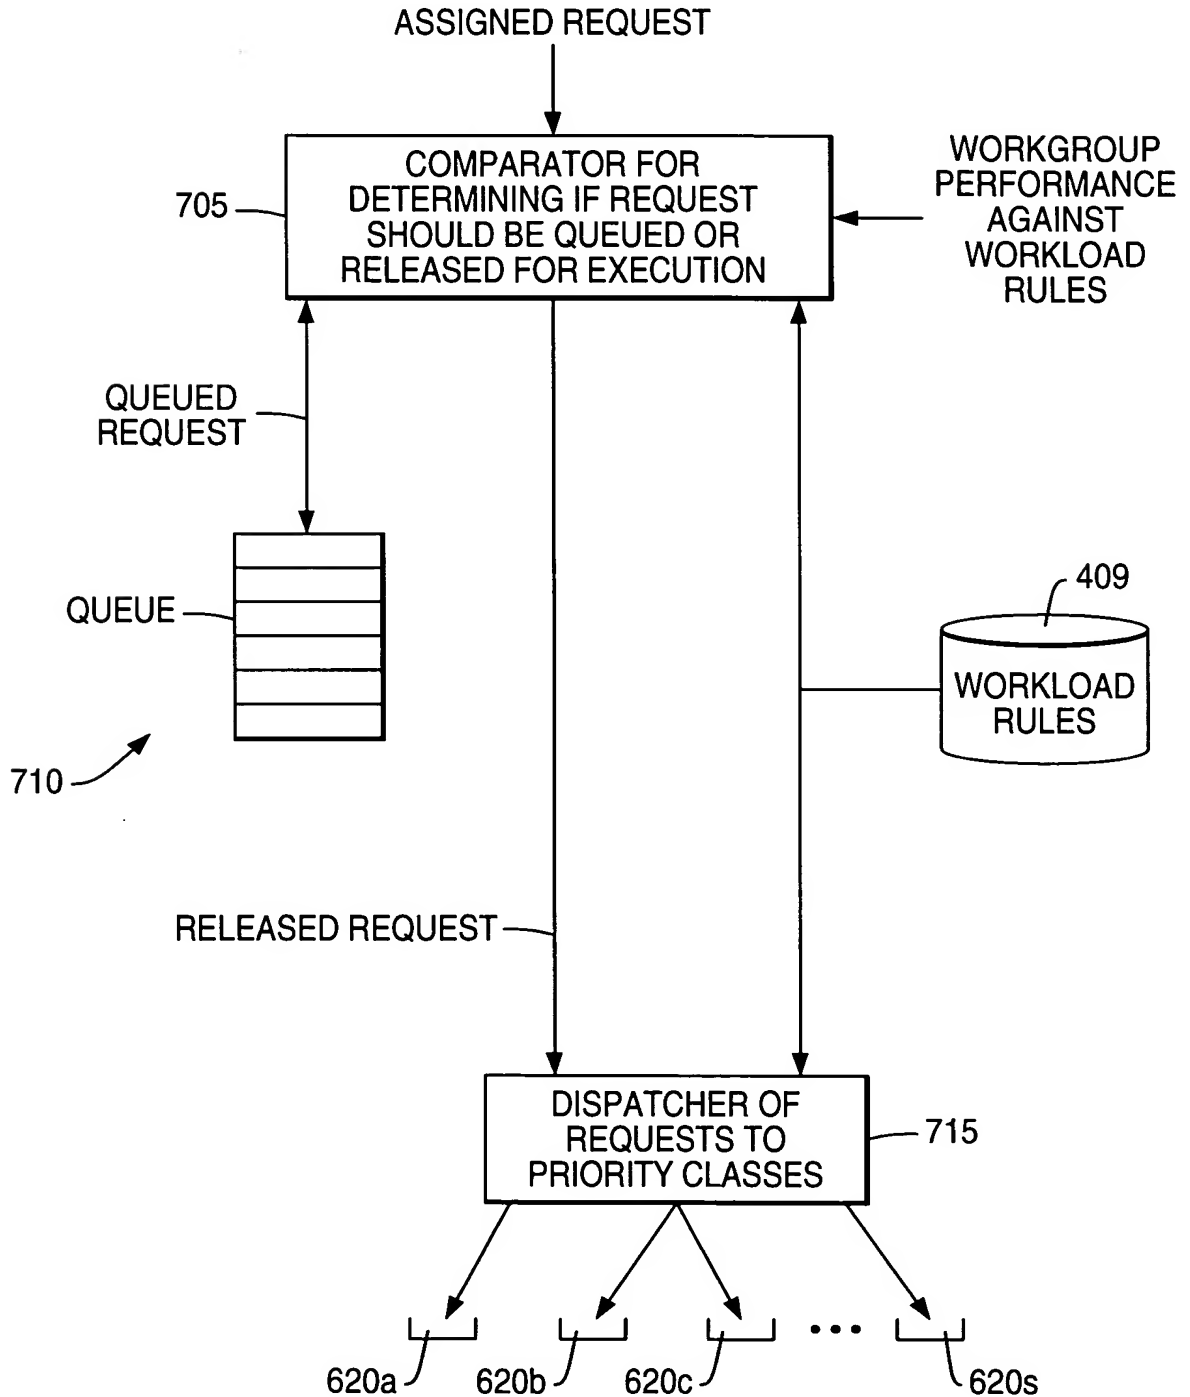 ASSIGNED REQUEST
COMPARATOR FOR
DETERMINING IF REQUEST
SHOULD BE QUEUED OR
RELEASED FOR EXECUTION
705
WORKGROUP
PERFORMANCE
AGAINST
WORKLOAD
RULES
QUEUED
REQUEST
QUEUE
710
409
WORKLOAD
RULES
RELEASED REQUEST
DISPATCHER OF
REQUESTS TO
PRIORITY CLASSES
715
620a
620b
620c
620s